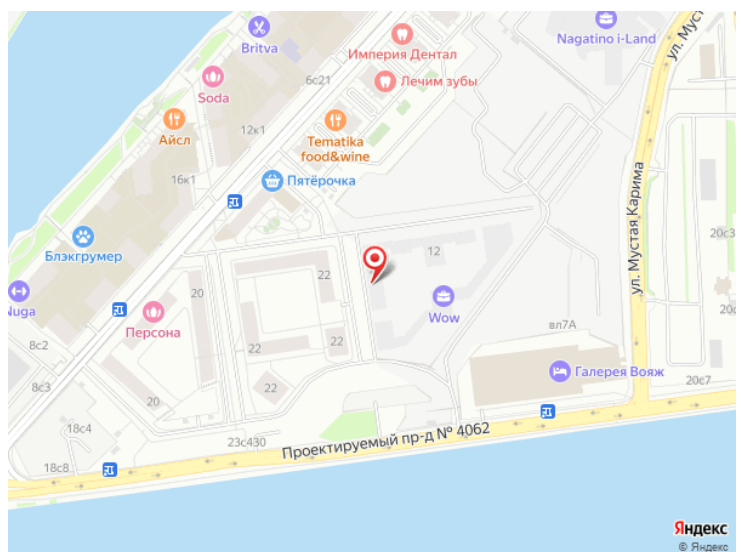 Britva
Империя Дентал
Nagatino i-Land
ул. Мустая
6с21
Soda
Лечим зубы
12к1
Айсл
Tematika
food&wine
16к1
Пятёрочка
ул. Мустая Карима
20с3
Блэкгрумер
12
22
20
Nuga
Персона
22
Wow
вл7А
8с2
22
22
Галерея Вояж
20с7
8с3
22
20
18с4
23с430
Проектируемый пр-д № 4062
18с8
Яндекс
© Яндекс